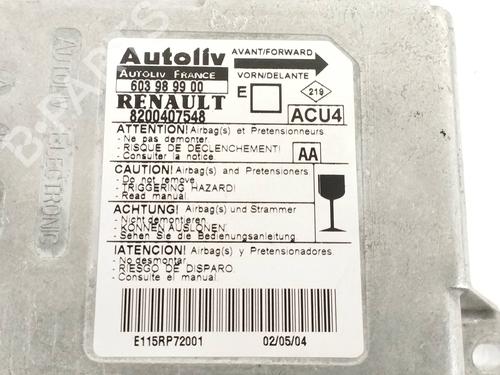 Autoliv
AVANT/FORWARD
AUTOLIV FRANCE
VORN/DELANTE
603 98 99 00
E
219
RENAULT
8200407548
ACU4
ATTENTION! Airbag(s) et Pretensionneurs
- Ne pas demonter
- RISQUE DE DECLENCHEMENT!
- Consulter la notice
AA
CAUTION! Airbag(s) and Pretensioners
- Do not remove
- TRIGGERING HAZARD!
- Read manual
ACHTUNG! Airbag(s) und Strammer
- Nicht demontieren
- KÖNNEN AUSLÖNEN
- Sehen Sie die Bedienungsanleitung
¡ATENCION! Airbag(s) y Pretensionadores
- No desmontar
- RIESGO DE DISPARO
- Consulter manual
E115RP72001
02/05/04
B-PARTS